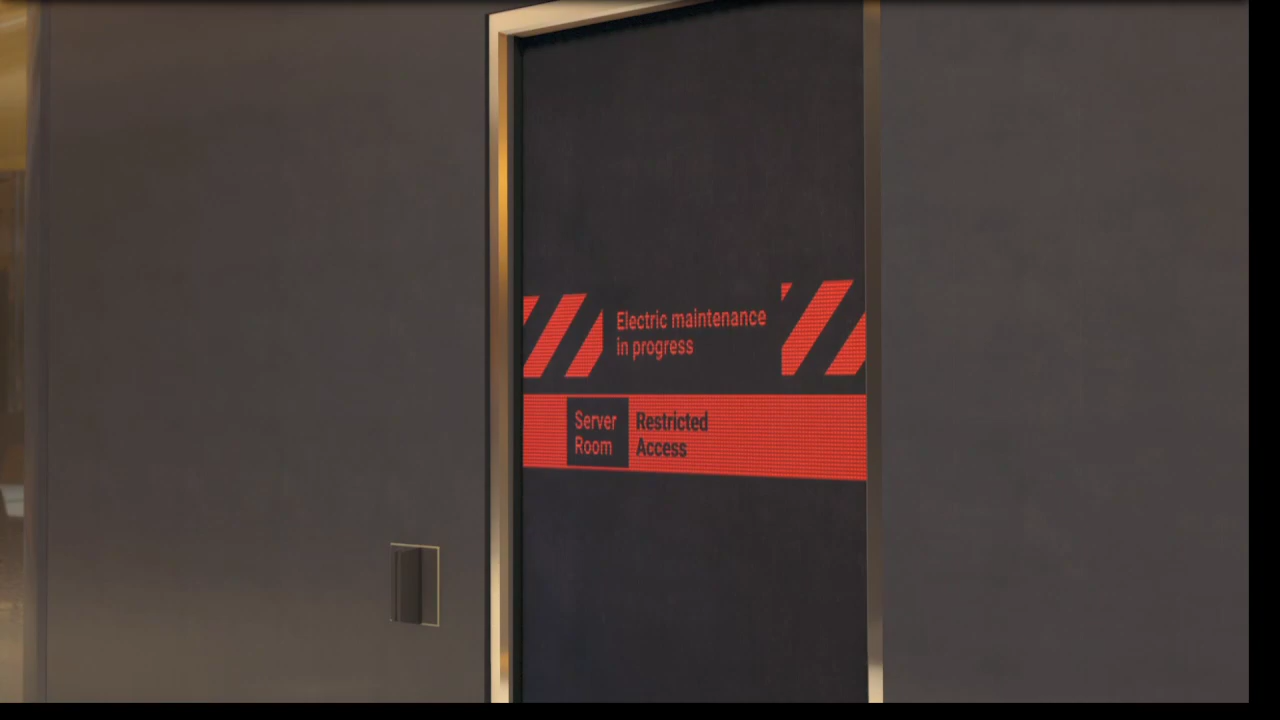 Electric maintenance
in progress
Server
Room
Restricted
Access